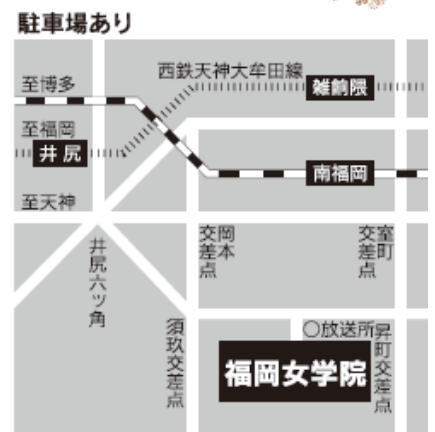 駐車場あり
西鉄天神大牟田線
至博多
雑餉隈
至福岡
井尻
南福岡
至天神
岡本
交差点
室町
交差点
井尻六ツ角
須玖交差点
〇放送所
昇町交差点
福岡女学院